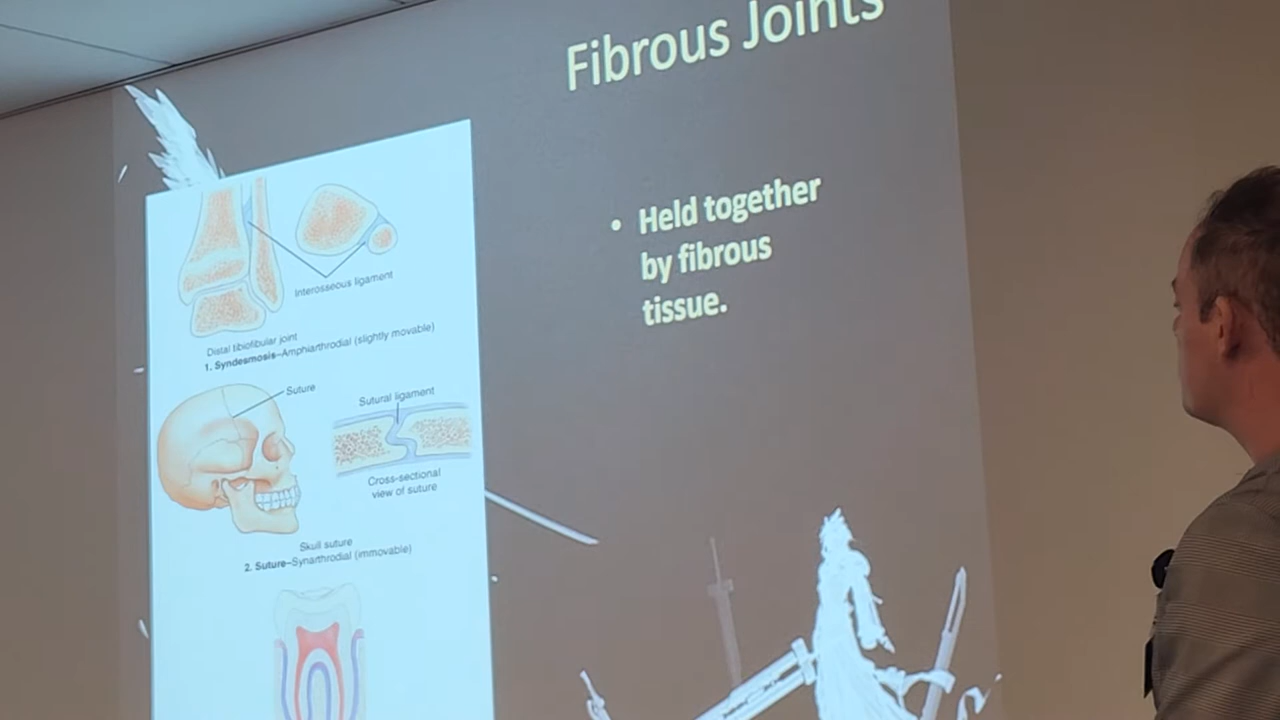 Fibrous Joints
• Held together
by fibrous
tissue.
Interosseous ligament
Distal tibiofibular joint
1. Syndesmosis–Amphiarthrodial (slightly movable)
Suture
Sutural ligament
Cross-sectional
view of suture
Skull suture
2. Suture–Synarthrodial (immovable)